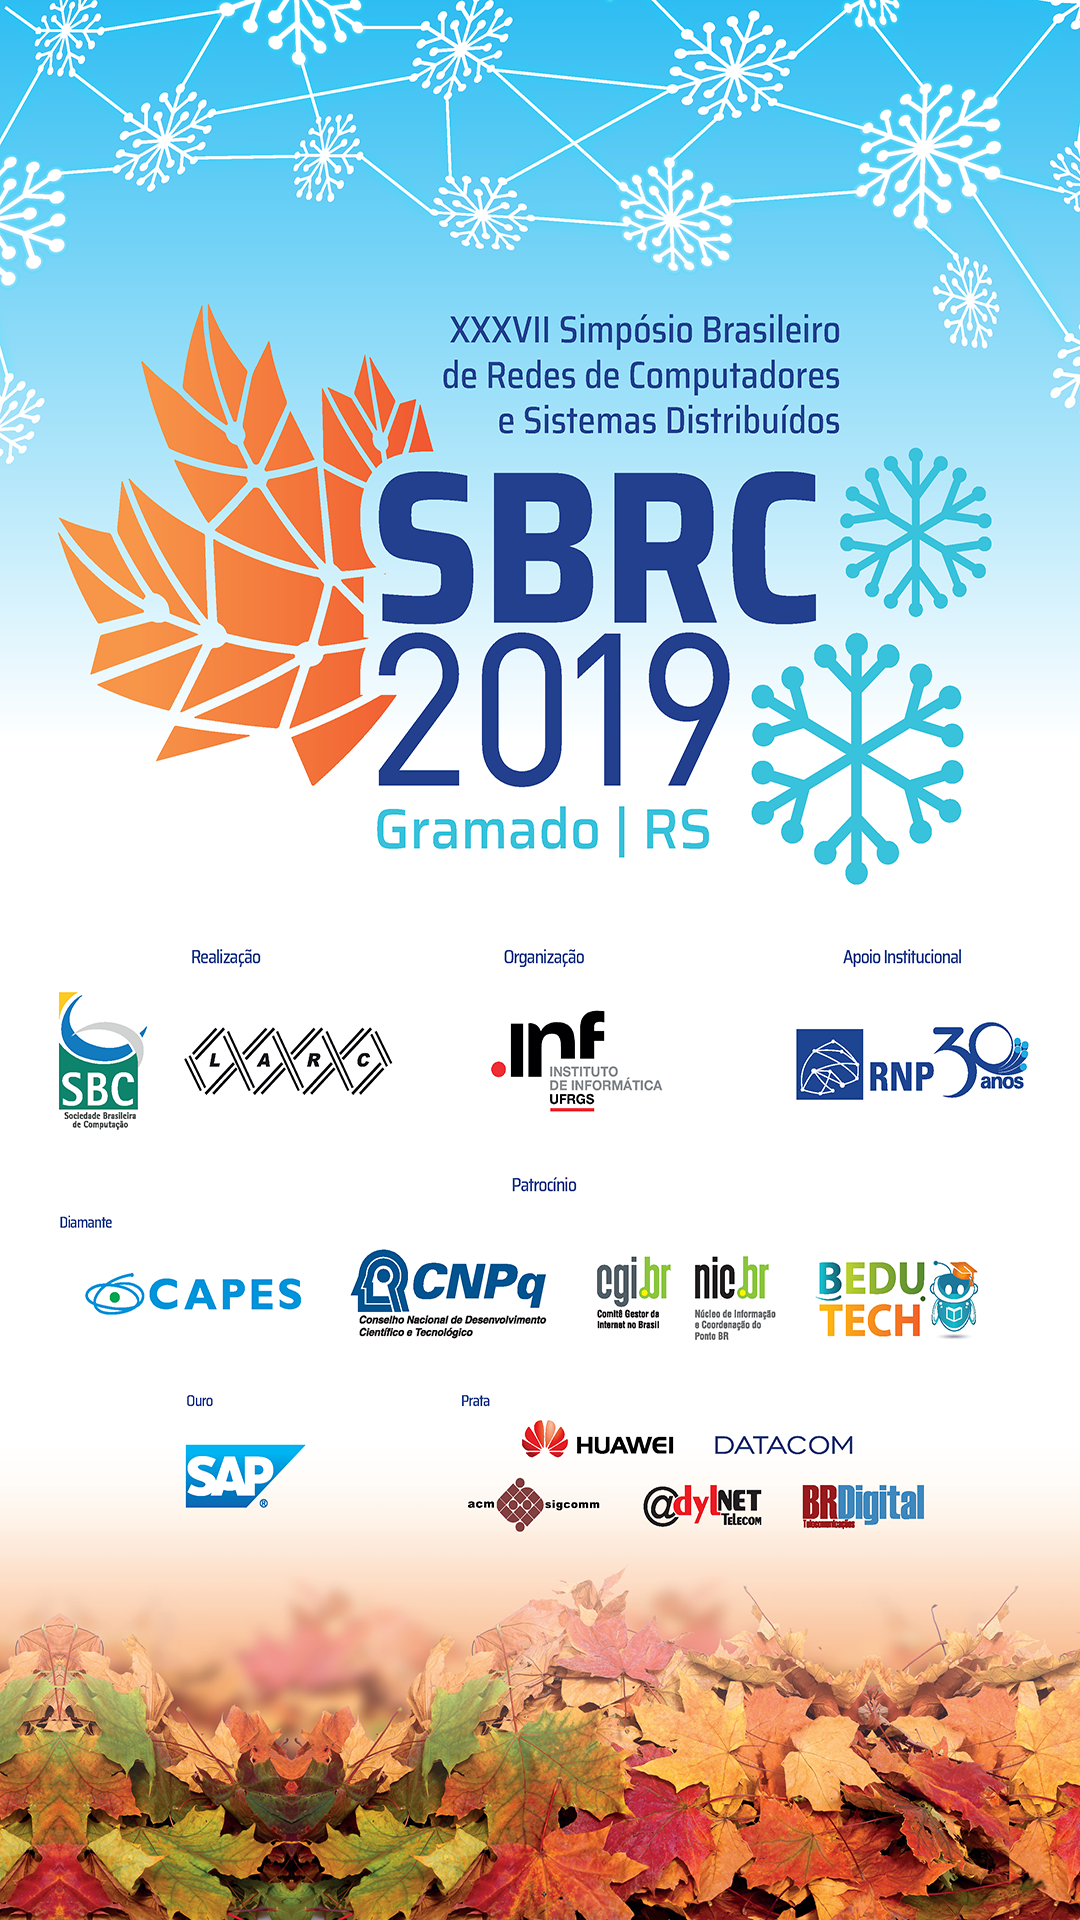 XXXVII Simpósio Brasileiro
de Redes de Computadores
e Sistemas Distribuídos
SBRC
2019
Gramado | RS
Realização
Organização
Apoio Institucional
SBC
Sociedade Brasileira
de Computação
LARC
.inf
INSTITUTO
DE INFORMÁTICA
UFRGS
RNP
30
anos
Patrocínio
Diamante
CAPES
CNPq
Conselho Nacional de Desenvolvimento
Científico e Tecnológico
cgi.br
Comitê Gestor da
Internet no Brasil
nic.br
Núcleo de Informação
e Coordenação do
Ponto BR
BEDU.
TECH
Ouro
Prata
SAP®
HUAWEI
DATACOM
acm sigcomm
@dylNET
TELECOM
BRDigital
Telecomunicações